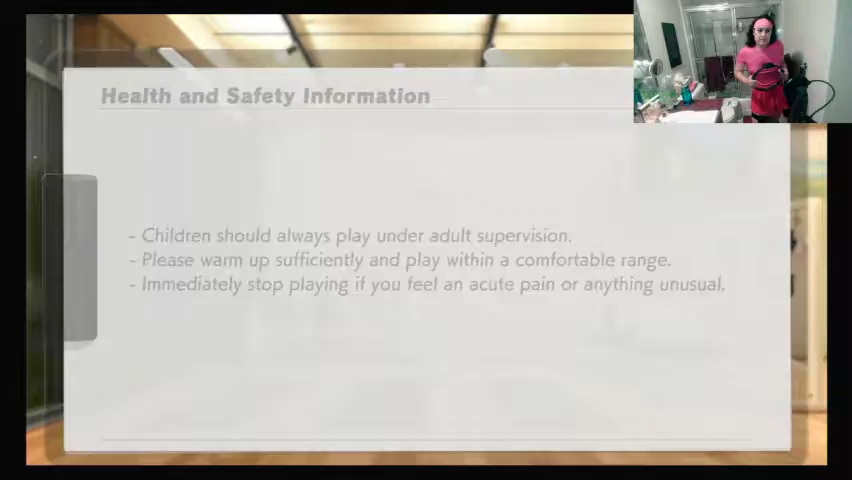 Health and Safety Information
- Children should always play under adult supervision.
- Please warm up sufficiently and play within a comfortable range.
- Immediately stop playing if you feel an acute pain or anything unusual.